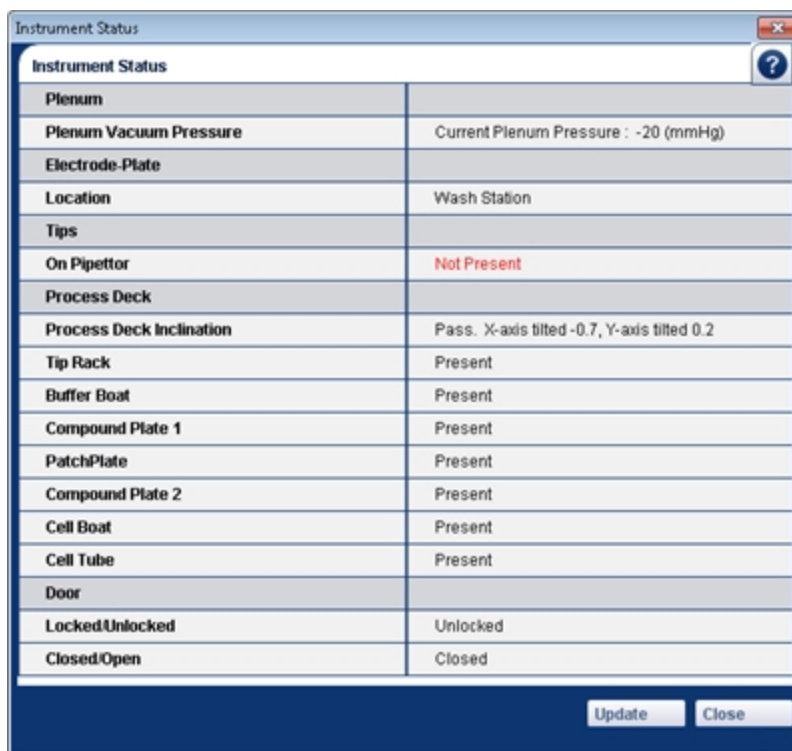 Instrument Status
Instrument Status
?
Plenum
Plenum Vacuum Pressure Current Plenum Pressure : -20 (mmHg)
Electrode-Plate
Location Wash Station
Tips
On Pipettor Not Present
Process Deck
Process Deck Inclination Pass. X-axis tilted -0.7, Y-axis tilted 0.2
Tip Rack Present
Buffer Boat Present
Compound Plate 1 Present
PatchPlate Present
Compound Plate 2 Present
Cell Boat Present
Cell Tube Present
Door
Locked/Unlocked Unlocked
Closed/Open Closed
Update Close